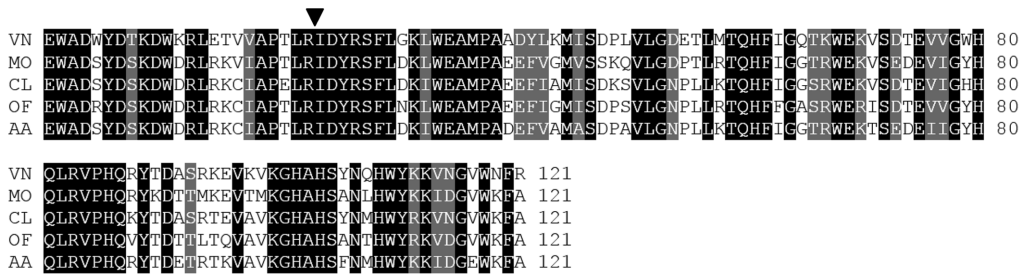 VN EWADWYDTKDWKRLETVVAPTLRIDYRSFLGKLWEAMPAADYLKMISDPLVLGDETLMTQHFIGQTKWEKVSDTEVVGWH 80
MO EWADSYDSKDWDRLRKVIAPTLRIDYRSFLDKLWEAMPAEEFVGMVSSKQVLGDPTLRTQHFIGGTRWEKVSEDEVIGYH 80
CL EWADSYDSKDWDRLRKCIAPELRIDYRSFLDKLWEAMPAEEFIAMISDKSVLGNPLLKTQHFIGGSRWEKVSEDEVIGHH 80
OF EWADRYDSKDWDRLRKCIAPTLRIDYRSFLNKLWEAMPAEEFIGMISDPSVLGNPLLRTQHFFGASRWERISDTEVVGYH 80
AA EWADSYDSKDWDRLRKCIAPTLRIDYRSFLDKIWEAMPADEFVAMASDPAVLGNPLLKTQHFIGGTRWEKTSEDEIIGYH 80
VN QLRVPHQRYTDASRKEVKVKGHAHSYNQHWYKKVNGVWNFR 121
MO QLRVPHQRYKDTTMKEVTMKGHAHSANLHWYKKIDGVWKFA 121
CL QLRVPHQKYTDASRTEVAVKGHAHSYNMHWYRKVNGVWKFA 121
OF QLRVPHQVYTDTTLTQVAVKGHAHSANTHWYRKVDGVWKFA 121
AA QLRVPHQRYTDETRTKVAVKGHAHSFNMHWYKKIDGEWKFA 121